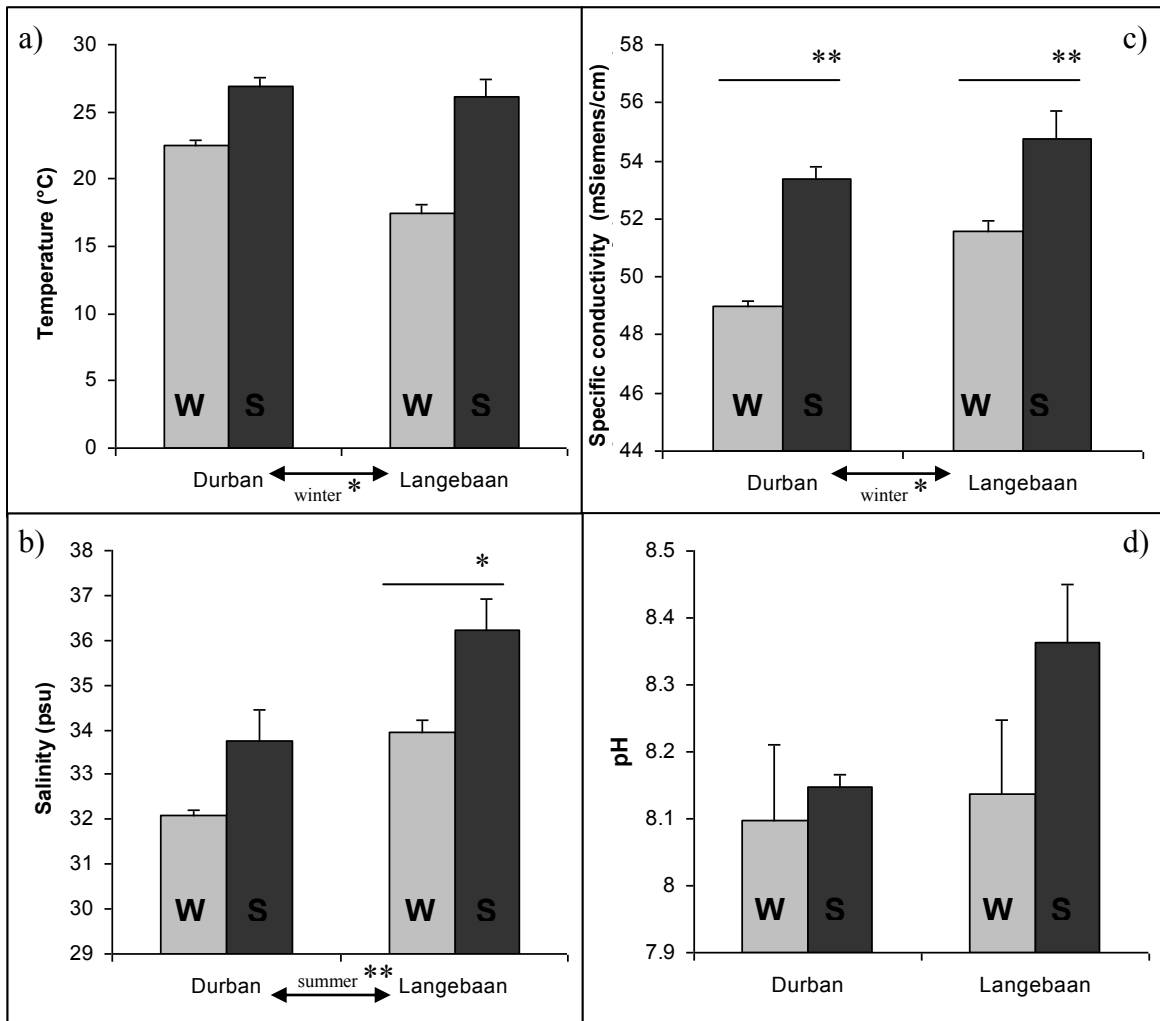 a)
Temperature (°C)
30
25
20
15
10
5
0
W S W S
Durban Langebaan
winter *
c)
Specific conductivity (mSiemens/cm)
58
56
54
52
50
48
46
44
** **
W S W S
Durban Langebaan
winter *
b)
Salinity (psu)
38
37
36
35
34
33
32
31
30
29
*
W S W S
Durban Langebaan
summer **
d)
pH
8.5
8.4
8.3
8.2
8.1
8
7.9
W S W S
Durban Langebaan